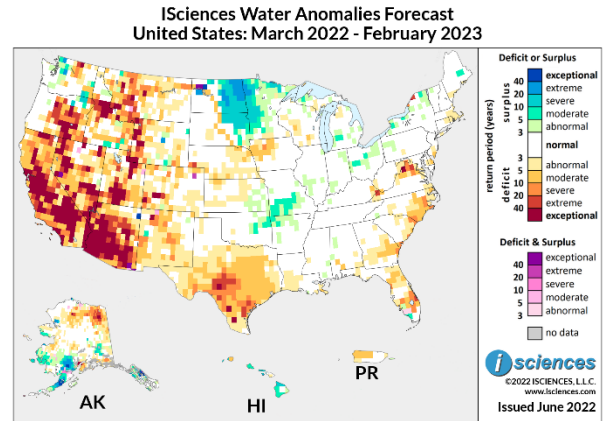 ISciences Water Anomalies Forecast
United States: March 2022 - February 2023
Deficit or Surplus
return period (years)
surplus
deficit
40 exceptional
20 extreme
10 severe
5 moderate
3 abnormal
normal
3 abnormal
5 moderate
10 severe
20 extreme
40 exceptional
Deficit & Surplus
40 exceptional
20 extreme
10 severe
5 moderate
3 abnormal
no data
i sciences
©2022 ISCIENCES, L.L.C.
www.isciences.com
Issued June 2022
AK
HI
PR